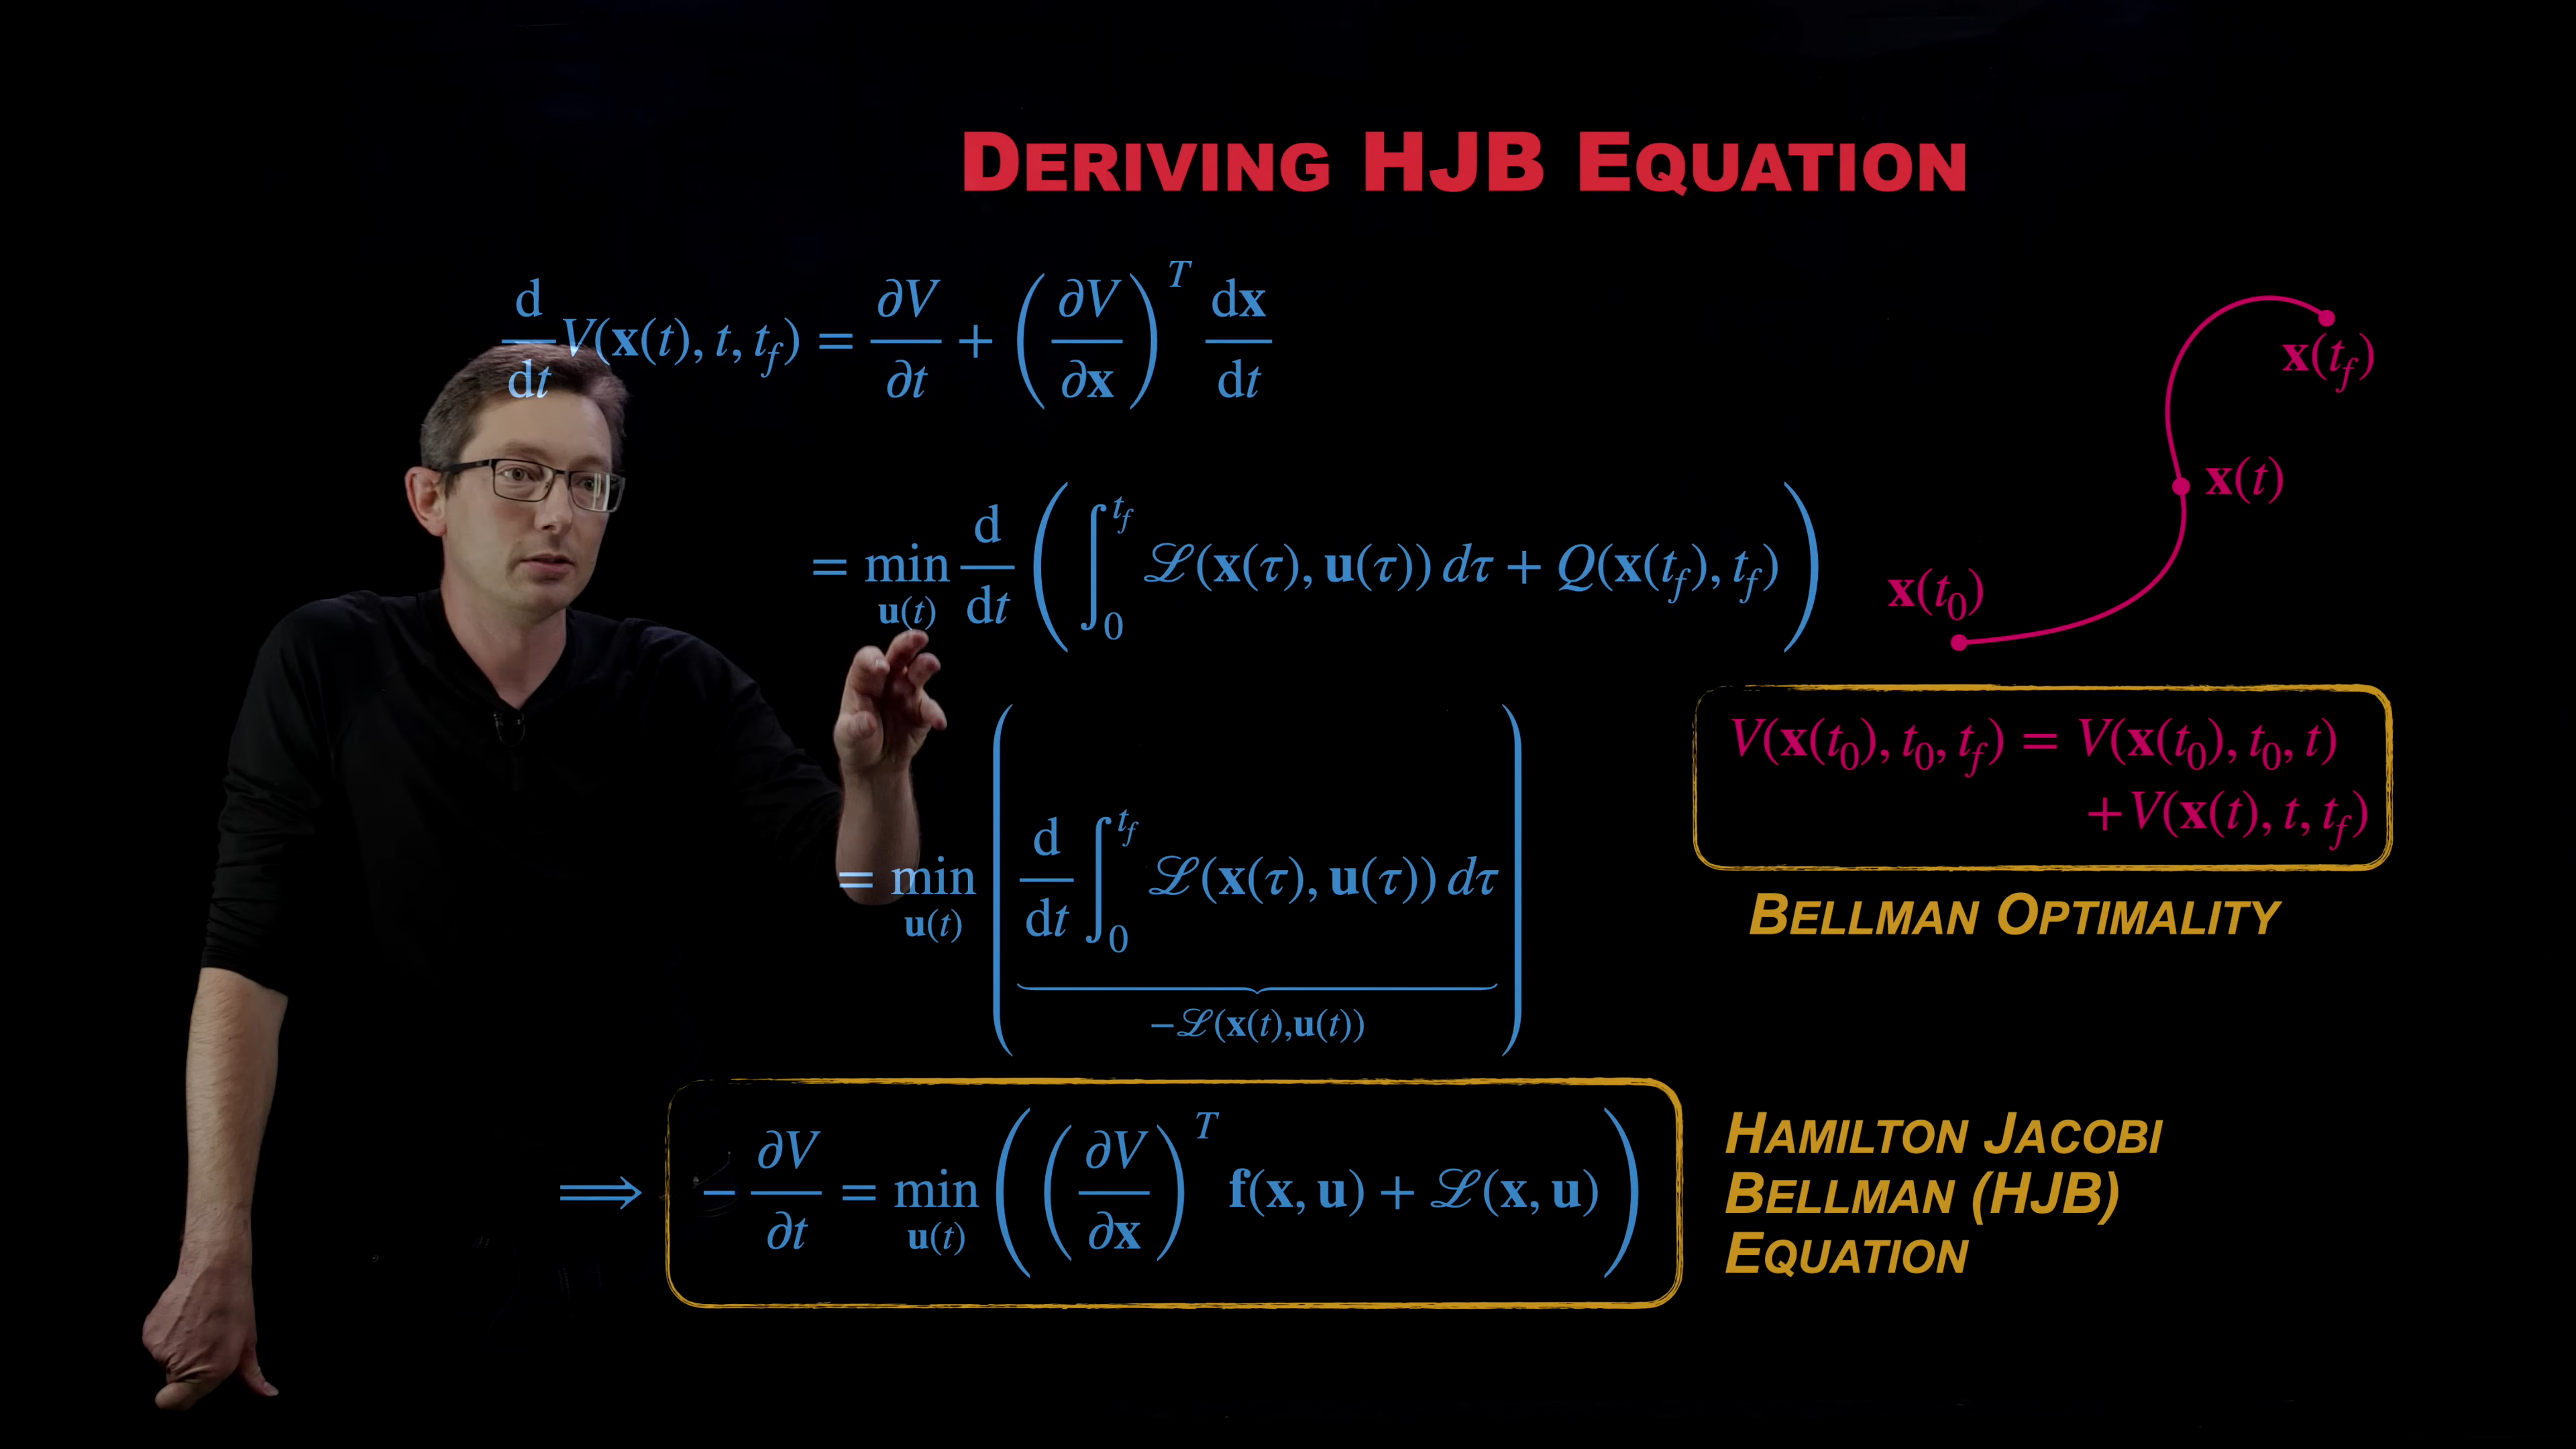 DERIVING HJB EQUATION
d/dt V(𝐱(t), t, t_f) = ∂V/∂t + (∂V/∂𝐱)^T d𝐱/dt
= min_{𝐮(t)} d/dt ( ∫_0^{t_f} ℒ(𝐱(τ), 𝐮(τ)) dτ + Q(𝐱(t_f), t_f) )
= min_{𝐮(t)} ( d/dt ∫_0^{t_f} ℒ(𝐱(τ), 𝐮(τ)) dτ )
−ℒ(𝐱(t),𝐮(t))
⟹ −∂V/∂t = min_{𝐮(t)} ( (∂V/∂𝐱)^T 𝐟(𝐱, 𝐮) + ℒ(𝐱, 𝐮) )
𝐱(t_f)
𝐱(t)
𝐱(t_0)
V(𝐱(t_0), t_0, t_f) = V(𝐱(t_0), t_0, t)
+V(𝐱(t), t, t_f)
BELLMAN OPTIMALITY
HAMILTON JACOBI
BELLMAN (HJB)
EQUATION